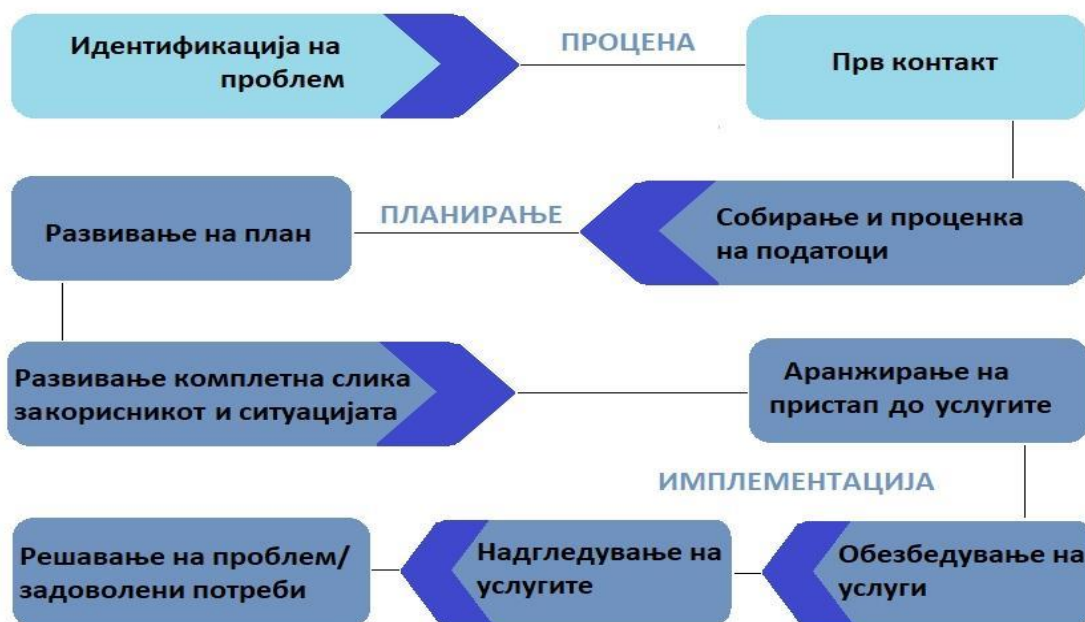 Идентификација на
проблем
ПРОЦЕНА
Прв контакт
Собирање и проценка
на податоци
ПЛАНИРАЊЕ
Развивање на план
Развивање комплетна слика
закорисникот и ситуацијата
Аранжирање на
пристап до услугите
ИМПЛЕМЕНТАЦИЈА
Обезбедување на
услуги
Надгледување на
услугите
Решавање на проблем/
задоволени потреби